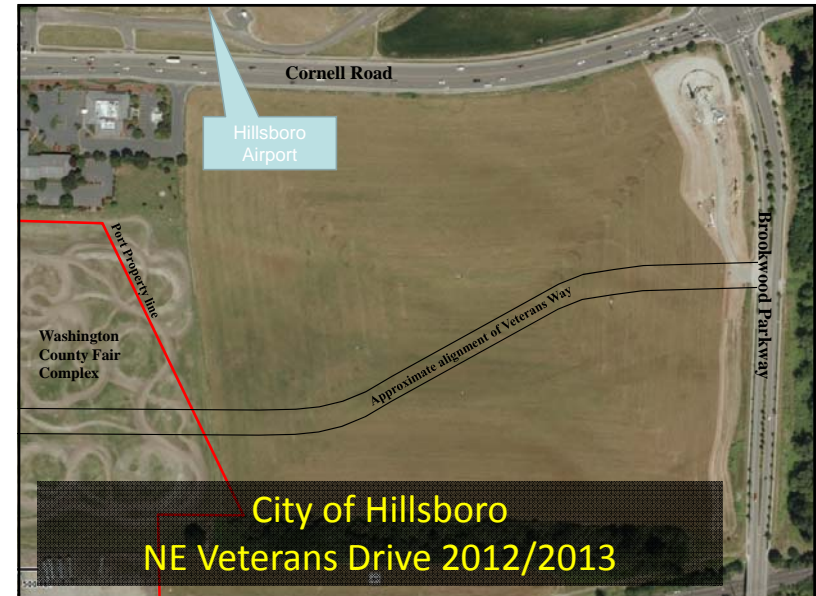 Cornell Road
Hillsboro
Airport
Port Property line
Brookwood Parkway
Approximate alignment of Veterans Way
Washington
County Fair
Complex
City of Hillsboro
NE Veterans Drive 2012/2013